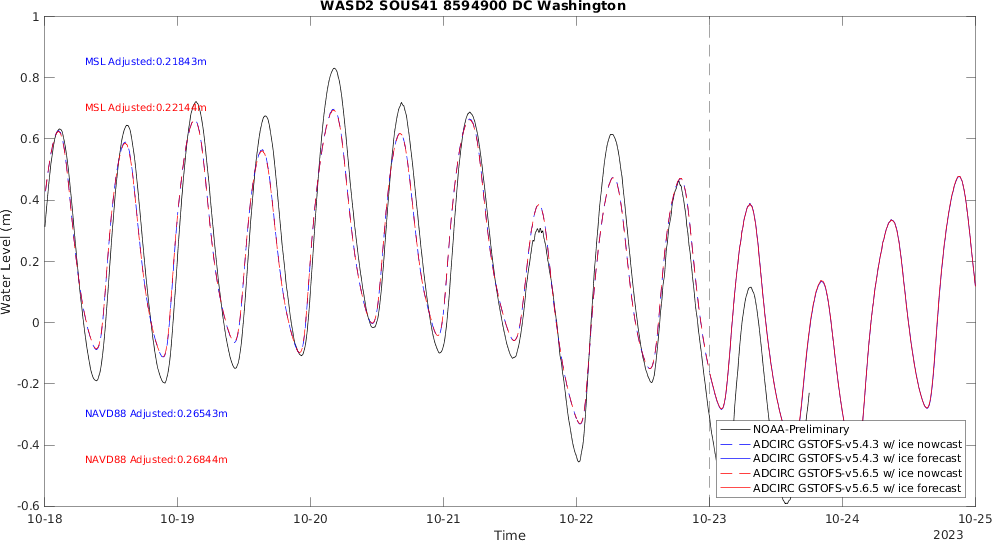 WASD2 SOUS41 8594900 DC Washington
1
0.8
0.6
0.4
0.2
0
-0.2
-0.4
-0.6
Water Level (m)
MSL Adjusted:0.21843m
MSL Adjusted:0.22144m
NAVD88 Adjusted:0.26543m
NAVD88 Adjusted:0.26844m
NOAA-Preliminary
ADCIRC GSTOFS-v5.4.3 w/ ice nowcast
ADCIRC GSTOFS-v5.4.3 w/ ice forecast
ADCIRC GSTOFS-v5.6.5 w/ ice nowcast
ADCIRC GSTOFS-v5.6.5 w/ ice forecast
10-18 10-19 10-20 10-21 10-22 10-23 10-24 10-25
Time
2023